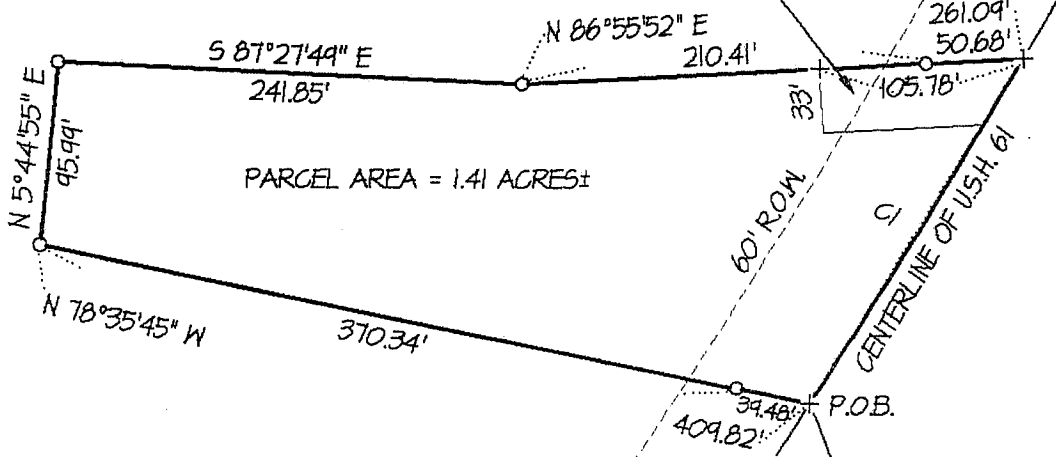 261.09'
N 86°55'52" E
50.68'
S 87°27'49" E
210.41'
241.85'
105.78'
33'
N 5°44'55" E
95.99'
PARCEL AREA = 1.41 ACRES±
60' R.O.W.
CENTERLINE OF U.S.H. 61
N 78°35'45" W
370.34'
39.48'
P.O.B.
409.82'